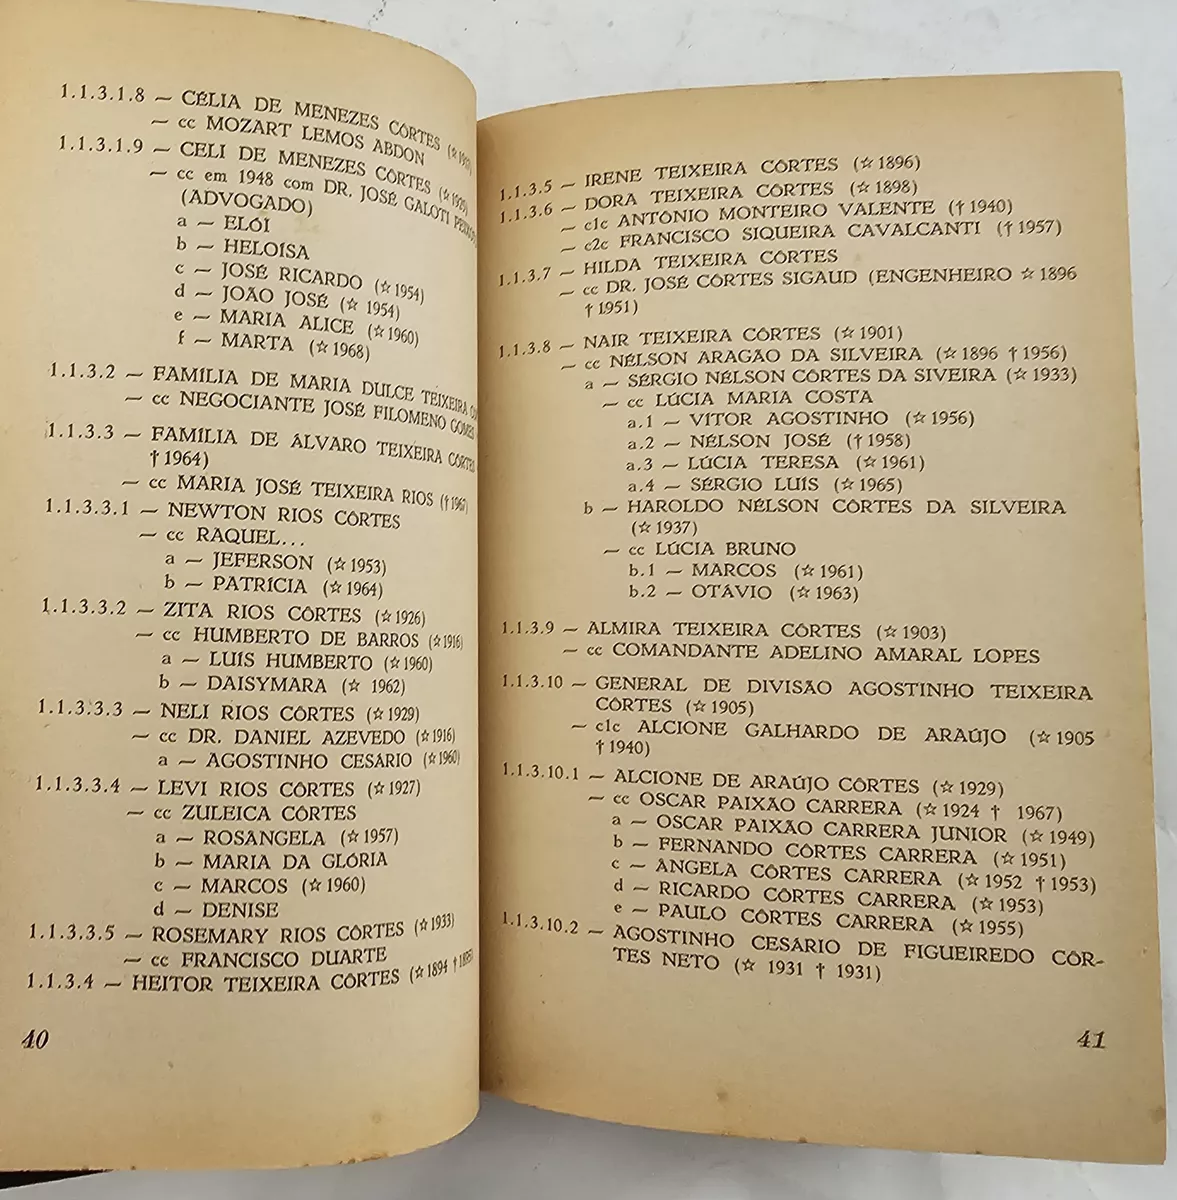 1.1.3.1.8 — CÉLIA DE MENEZES CÔRTES
— cc MOZART LEMOS ABDON
1.1.3.1.9 — CELI DE MENEZES CÔRTES
— cc em 1948 com DR. JOSÉ GALOTI
(ADVOGADO)
a — ELÓI
b — HELOÍSA
c — JOSÉ RICARDO (☆ 1954)
d — JOÃO JOSÉ (☆ 1954)
e — MARIA ALICE (☆ 1960)
f — MARTA (☆ 1968)
1.1.3.2 — FAMÍLIA DE MARIA DULCE TEIXEIRA
— cc NEGOCIANTE JOSÉ FILOMENO GOMES
1.1.3.3 — FAMÍLIA DE ÁLVARO TEIXEIRA CÔRTES
† 1964)
— cc MARIA JOSÉ TEIXEIRA RIOS
1.1.3.3.1 — NEWTON RIOS CÔRTES
— cc RAQUEL...
a — JEFERSON (☆ 1953)
b — PATRÍCIA (☆ 1964)
1.1.3.3.2 — ZITA RIOS CÔRTES (☆ 1926)
— cc HUMBERTO DE BARROS (☆ 1916)
a — LUÍS HUMBERTO (☆ 1960)
b — DAISYMARA (☆ 1962)
1.1.3.3.3 — NELI RIOS CÔRTES (☆ 1929)
— cc DR. DANIEL AZEVEDO (☆ 1916)
a — AGOSTINHO CESÁRIO (☆ 1960)
1.1.3.3.4 — LEVI RIOS CÔRTES (☆ 1927)
— cc ZULEICA CÔRTES
a — ROSÂNGELA (☆ 1957)
b — MARIA DA GLÓRIA
c — MARCOS (☆ 1960)
d — DENISE
1.1.3.3.5 — ROSEMARY RIOS CÔRTES (☆ 1933)
— cc FRANCISCO DUARTE
1.1.3.4 — HEITOR TEIXEIRA CÔRTES (☆ 1894 †
40
1.1.3.5 — IRENE TEIXEIRA CÔRTES (☆ 1896)
1.1.3.6 — DORA TEIXEIRA CÔRTES (☆ 1898)
— c1c ANTÔNIO MONTEIRO VALENTE († 1940)
— c2c FRANCISCO SIQUEIRA CAVALCANTI († 1957)
1.1.3.7 — HILDA TEIXEIRA CÔRTES
— cc DR. JOSÉ CÔRTES SIGAUD (ENGENHEIRO ☆ 1896
† 1951)
1.1.3.8 — NAIR TEIXEIRA CÔRTES (☆ 1901)
— cc NÉLSON ARAGÃO DA SILVEIRA (☆ 1896 † 1956)
a — SÉRGIO NÉLSON CÔRTES DA SIVEIRA (☆ 1933)
— cc LÚCIA MARIA COSTA
a.1 — VÍTOR AGOSTINHO (☆ 1956)
a.2 — NÉLSON JOSÉ († 1958)
a.3 — LÚCIA TERESA (☆ 1961)
a.4 — SÉRGIO LUÍS (☆ 1965)
b — HAROLDO NÉLSON CÔRTES DA SILVEIRA
(☆ 1937)
— cc LÚCIA BRUNO
b.1 — MARCOS (☆ 1961)
b.2 — OTÁVIO (☆ 1963)
1.1.3.9 — ALMIRA TEIXEIRA CÔRTES (☆ 1903)
— cc COMANDANTE ADELINO AMARAL LOPES
1.1.3.10 — GENERAL DE DIVISÃO AGOSTINHO TEIXEIRA
CÔRTES (☆ 1905)
— c1c ALCIONE GALHARDO DE ARAÚJO (☆ 1905
† 1940)
1.1.3.10.1 — ALCIONE DE ARAÚJO CÔRTES (☆ 1929)
— cc OSCAR PAIXÃO CARRERA (☆ 1924 † 1967)
a — OSCAR PAIXÃO CARRERA JUNIOR (☆ 1949)
b — FERNANDO CÔRTES CARRERA (☆ 1951)
c — ÂNGELA CÔRTES CARRERA (☆ 1952 † 1953)
d — RICARDO CÔRTES CARRERA (☆ 1953)
e — PAULO CÔRTES CARRERA (☆ 1955)
1.1.3.10.2 — AGOSTINHO CESÁRIO DE FIGUEIREDO CÔR-
TES NETO (☆ 1931 † 1931)
41